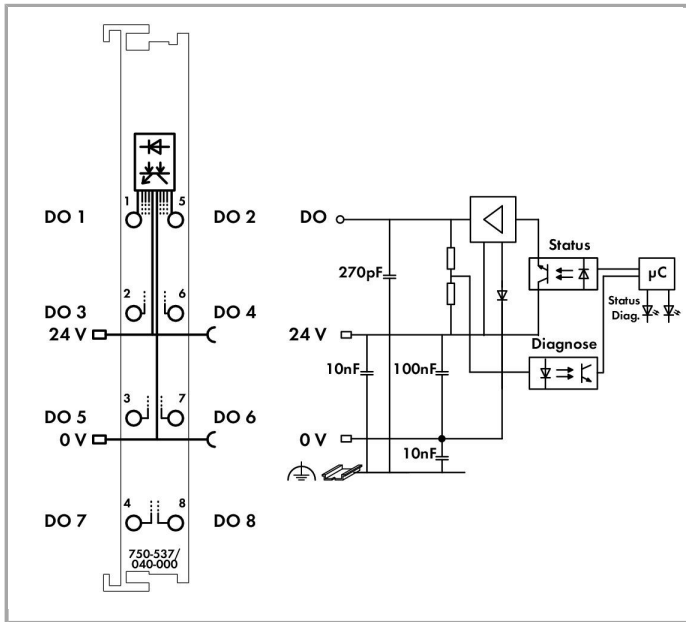 1 5
DO 1 DO 2
2 6
DO 3 DO 4
24 V
3 7
DO 5 DO 6
0 V
4 8
DO 7 DO 8
750-537/
040-000
DO
270pF
Status
µC
Status
Diag.
24 V
Diagnose
10nF 100nF
0 V
10nF